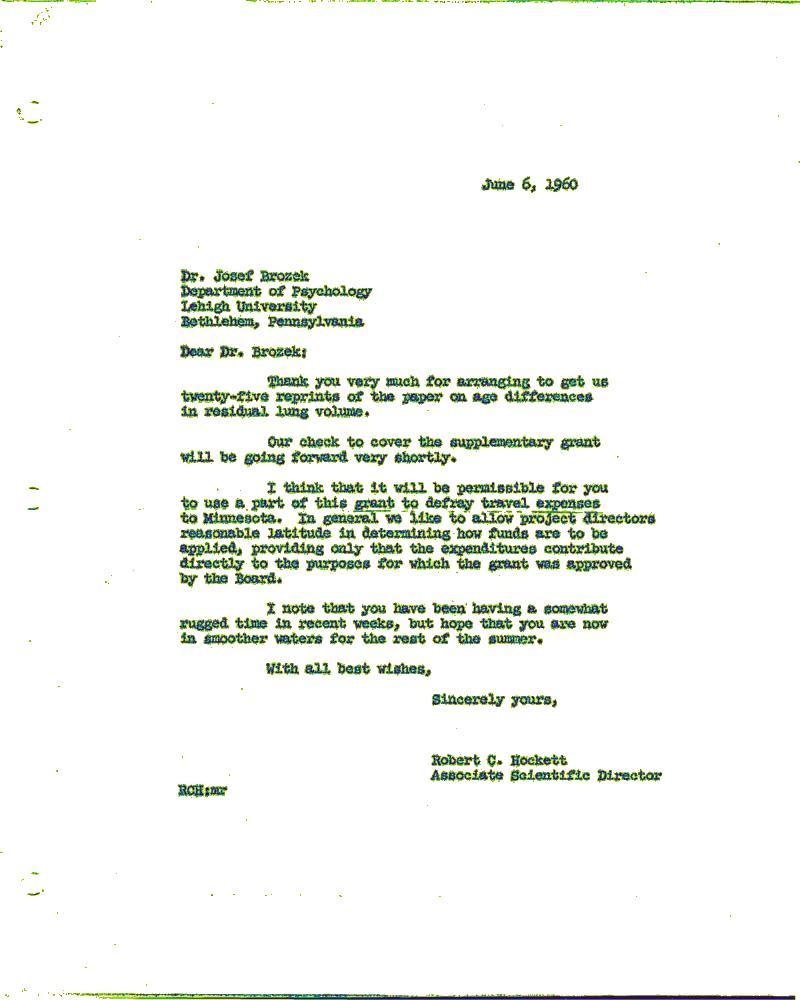 June 6, 1960
Dr. Josef Brozek
Department of Psychology
Lehigh University
Bethlehem, Pennsylvania
Dear Dr. Brozek:
Thank you very much for arranging to get us
twenty-five reprints of the paper on age differences
in residual lung volume.
Our check to cover the supplementary grant
will be going forward very shortly.
I think that it will be permissible for you
to use a part of this grant to defray travel expenses
to Minnesota. In general we like to allow project directors
reasonable latitude in determining how funds are to be
applied, providing only that the expenditures contribute
directly to the purposes for which the grant was approved
by the Board.
I note that you have been having a somewhat
rugged time in recent weeks, but hope that you are now
in smoother waters for the rest of the summer.
With all best wishes,
Sincerely yours,
Robert C. Hockett
Associate Scientific Director
RCH:mr